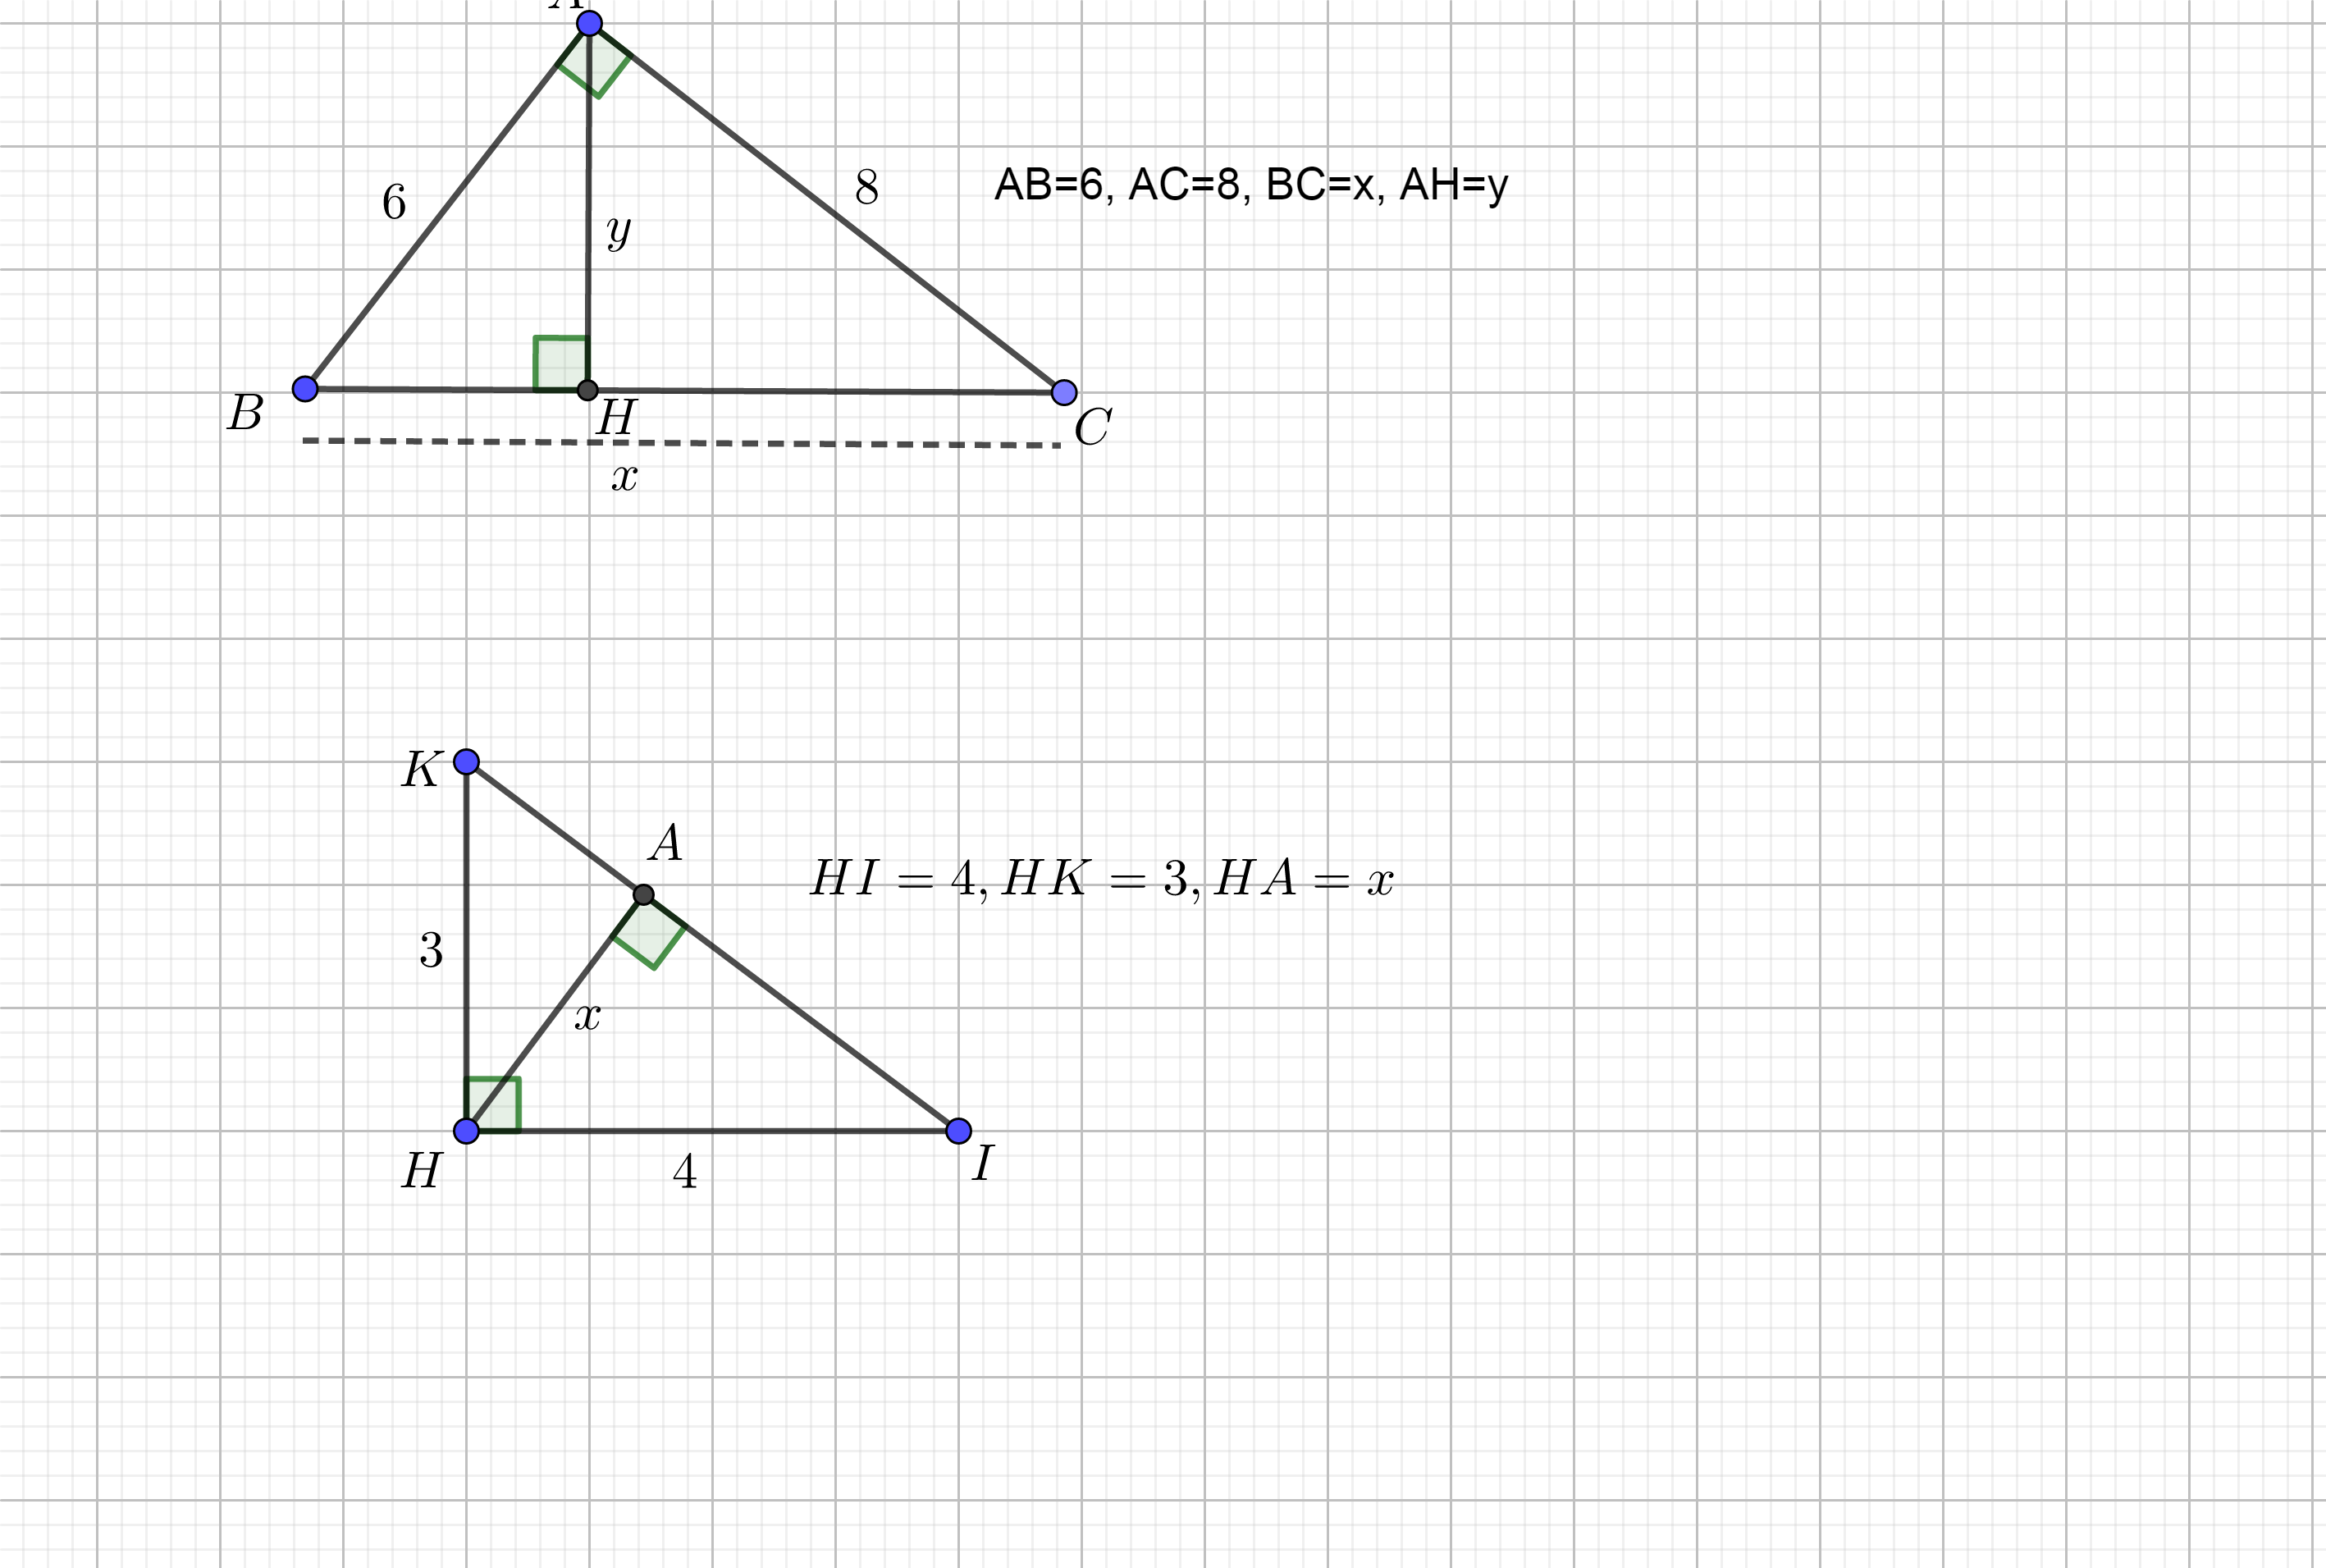 A
6
8
AB=6, AC=8, BC=x, AH=y
y
B
H
C
x
K
A
HI = 4, HK = 3, HA = x
3
x
H
4
I